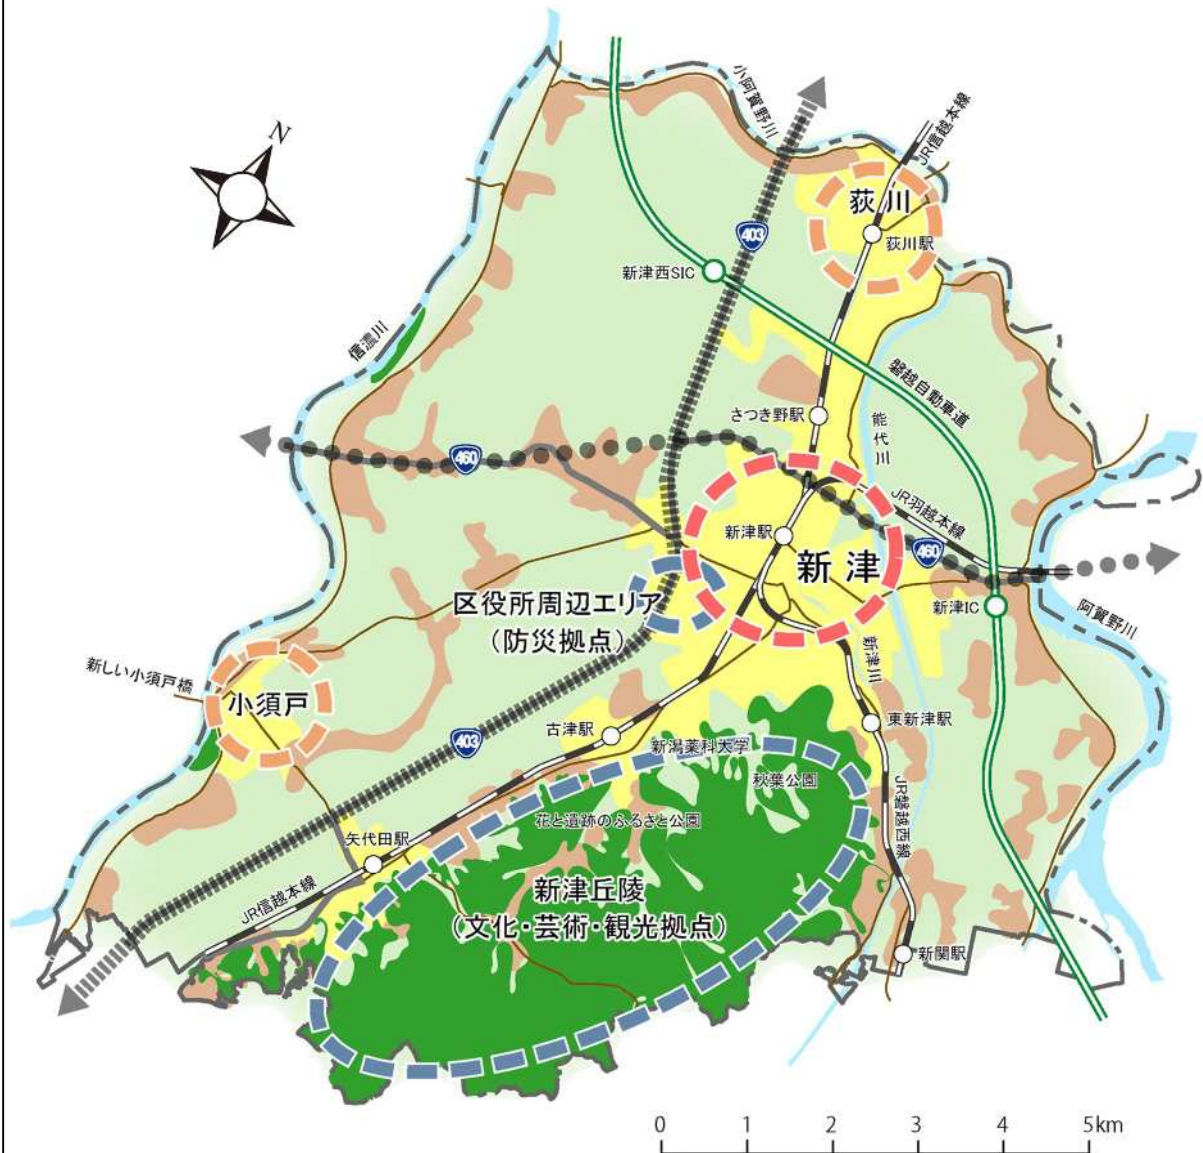 小阿賀野川
JR信越本線
N
荻川
荻川駅
403
新津西SIC
信濃川
磐越自動車道
さつき野駅
能代川
460
JR羽越本線
新津駅
新津
460
区役所周辺エリア
(防災拠点)
新津IC
阿賀野川
新しい小須戸橋
小須戸
新津川
古津駅
東新津駅
403
新潟薬科大学
秋葉公園
花と遺跡のふるさと公園
JR磐越西線
矢代田駅
JR信越本線
新津丘陵
(文化・芸術・観光拠点)
新関駅
0 1 2 3 4 5km